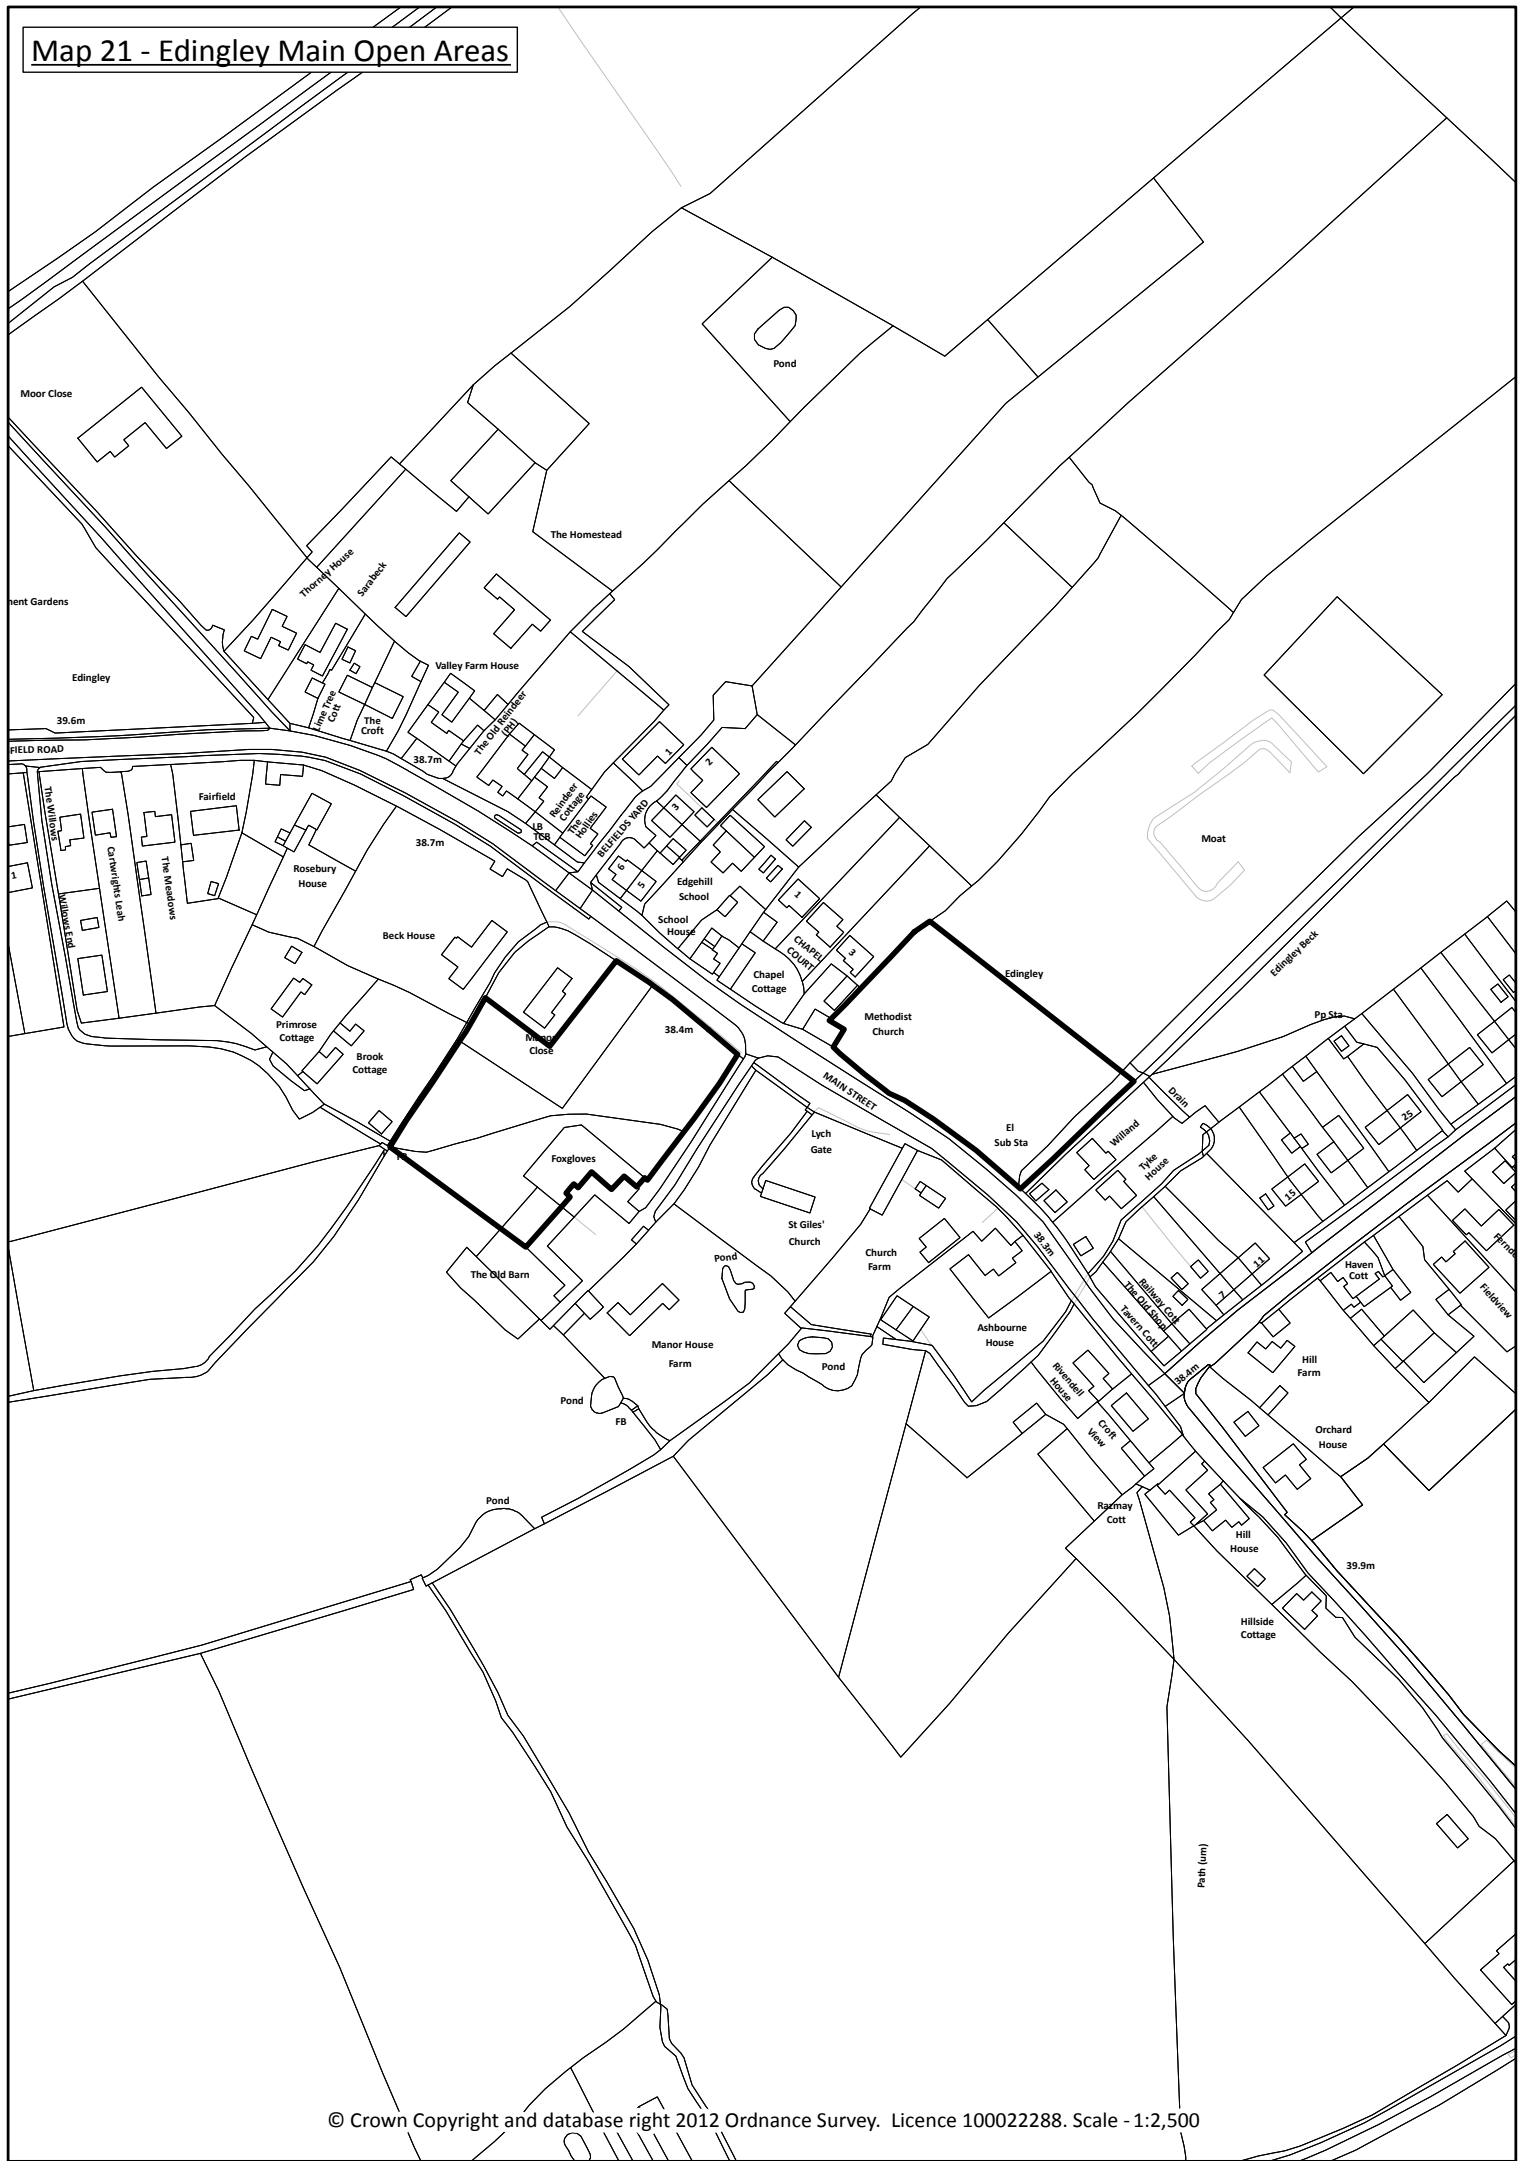 Map 21 - Edingley Main Open Areas
Pond
Moor Close
The Homestead
Thorney House
Sarabeck
nent Gardens
Valley Farm House
Edingley
39.6m
Lime Tree
Cott
The
Croft
The Old Reindeer
(PH)
38.7m
FIELD ROAD
1
2
3
The Willows
Fairfield
Reindeer
Cottage
The
Hollies
LB
TCB
BELFIELDS YARD
38.7m
6
5
Moat
1
Cartwrights Leah
The Meadows
Rosebury
House
Edgehill
School
1
Willows End
Beck House
School
House
CHAPEL
COURT
3
Edingley Beck
Chapel
Cottage
Edingley
Methodist
Church
Pp Sta
Primrose
Cottage
38.4m
Manor
Close
Brook
Cottage
MAIN STREET
Drain
El
Sub Sta
Willand
25
Lych
Gate
Tyke
House
Foxgloves
15
St Giles'
Church
38.3m
Church
Farm
Pond
The Old Barn
11
Haven
Cott
Fernde
7
Fieldview
Railway Cott
The Old Shop
Tavern Cott
Ashbourne
House
Manor House
Farm
Pond
Rivendell
House
38.4m
Hill
Farm
Pond
FB
Croft
View
Orchard
House
Pond
Razmay
Cott
Hill
House
39.9m
Hillside
Cottage
Path (um)
© Crown Copyright and database right 2012 Ordnance Survey. Licence 100022288. Scale - 1:2,500